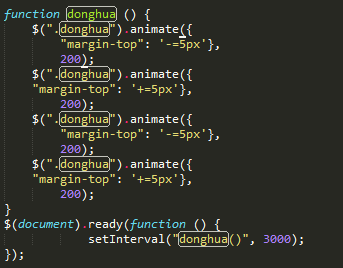 function donghua () {
$(".donghua").animate({
"margin-top": '-=5px'},
200);
$(".donghua").animate({
"margin-top": '+=5px'},
200);
$(".donghua").animate({
"margin-top": '-=5px'},
200);
$(".donghua").animate({
"margin-top": '+=5px'},
200);
}
$(document).ready(function () {
setInterval("donghua()", 3000);
});